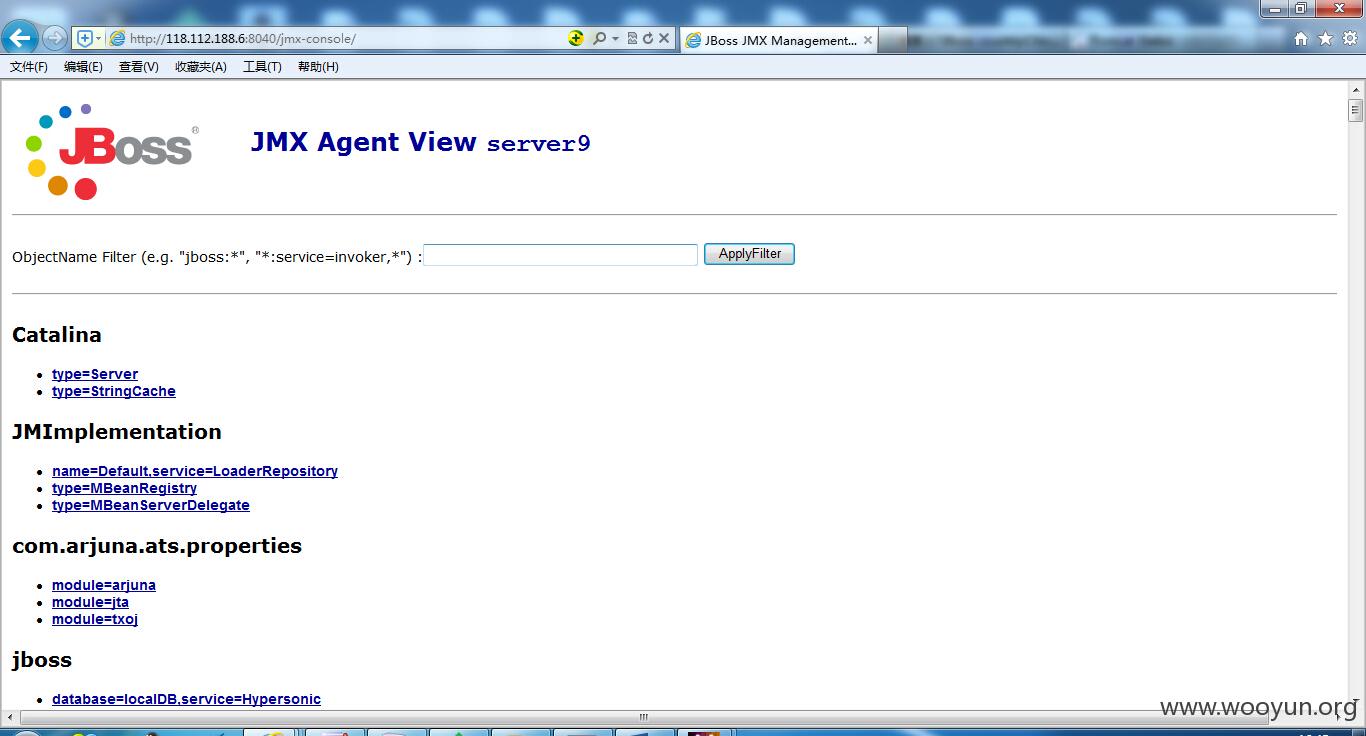 http://118.112.188.6:8040/jmx-console/
JBoss JMX Management...
文件(F) 编辑(E) 查看(V) 收藏夹(A) 工具(T) 帮助(H)
JBoss®
JMX Agent View server9
ObjectName Filter (e.g. "jboss:*", "*:service=invoker,*") : ApplyFilter
Catalina
type=Server
type=StringCache
JMImplementation
name=Default,service=LoaderRepository
type=MBeanRegistry
type=MBeanServerDelegate
com.arjuna.ats.properties
module=arjuna
module=jta
module=txoj
jboss
database=localDB,service=Hypersonic
www.wooyun.org